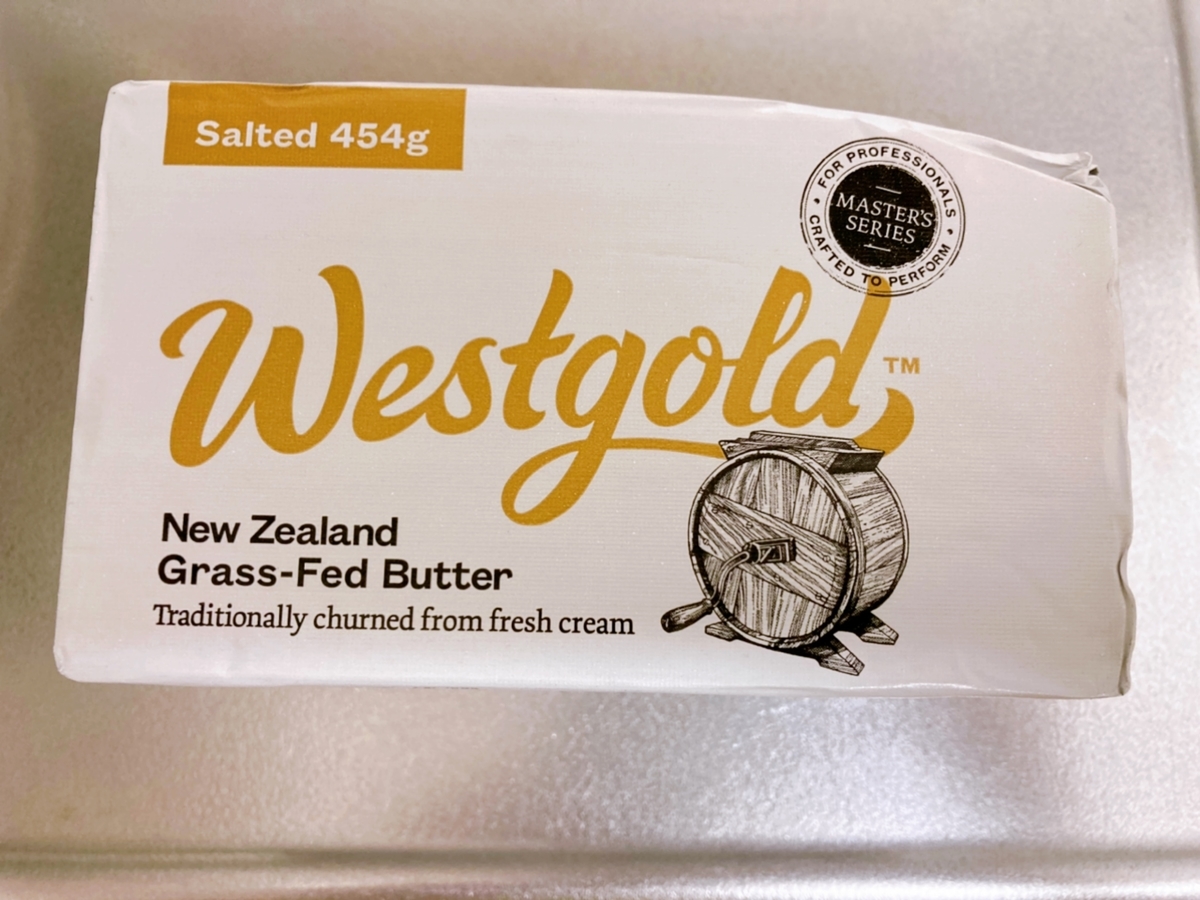 Salted 454g
FOR PROFESSIONALS
MASTER'S
SERIES
CRAFTED TO PERFORM
Westgold™
New Zealand
Grass-Fed Butter
Traditionally churned from fresh cream